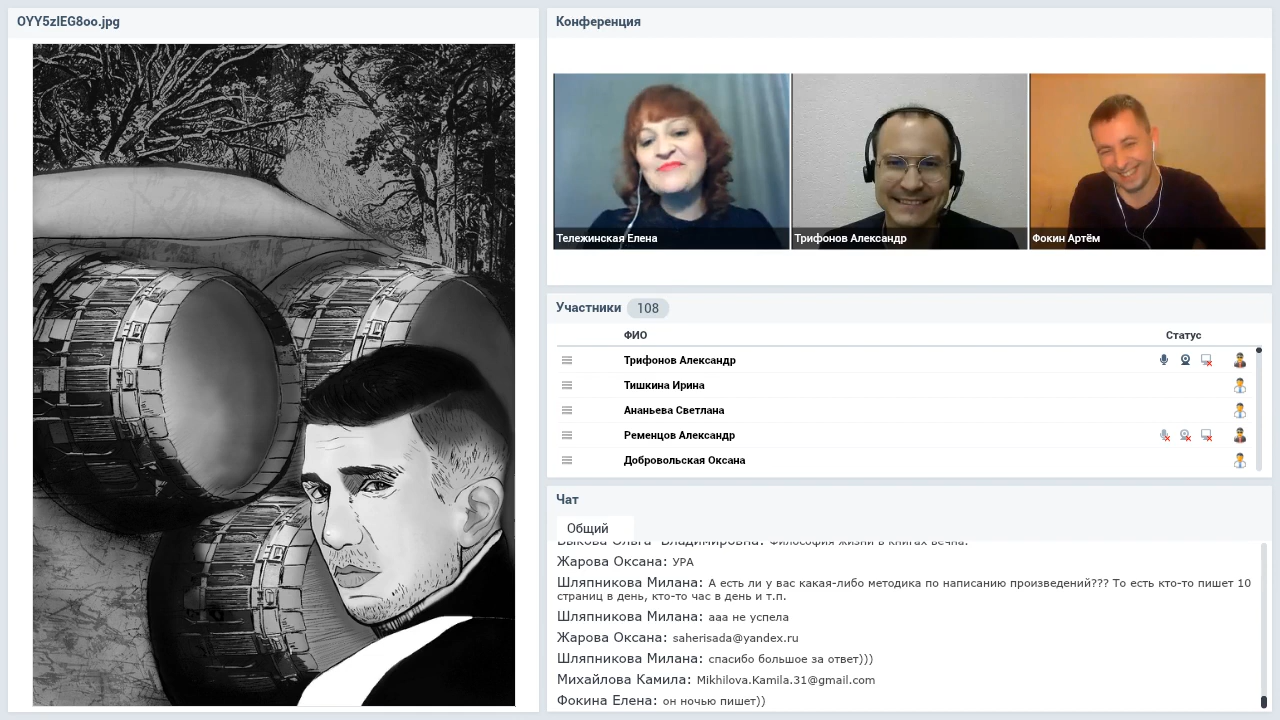 OYY5zlEG8oo.jpg
Конференция
Тележинская Елена
Трифонов Александр
Фокин Артём
Участники 108
ФИО Статус
Трифонов Александр
Тишкина Ирина
Ананьева Светлана
Ременцов Александр
Добровольская Оксана
Чат
Общий
Быкова Ольга Владимировна: Философия жизни в книгах вечна.
Жарова Оксана: УРА
Шляпникова Милана: А есть ли у вас какая-либо методика по написанию произведений??? То есть кто-то пишет 10
страниц в день, кто-то час в день и т.п.
Шляпникова Милана: ааа не успела
Жарова Оксана: saherisada@yandex.ru
Шляпникова Милана: спасибо большое за ответ)))
Михайлова Камила: Mikhilova.Kamila.31@gmail.com
Фокина Елена: он ночью пишет))